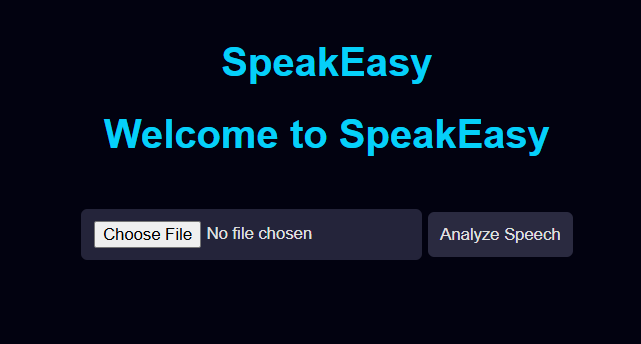 SpeakEasy
Welcome to SpeakEasy
Choose File No file chosen Analyze Speech